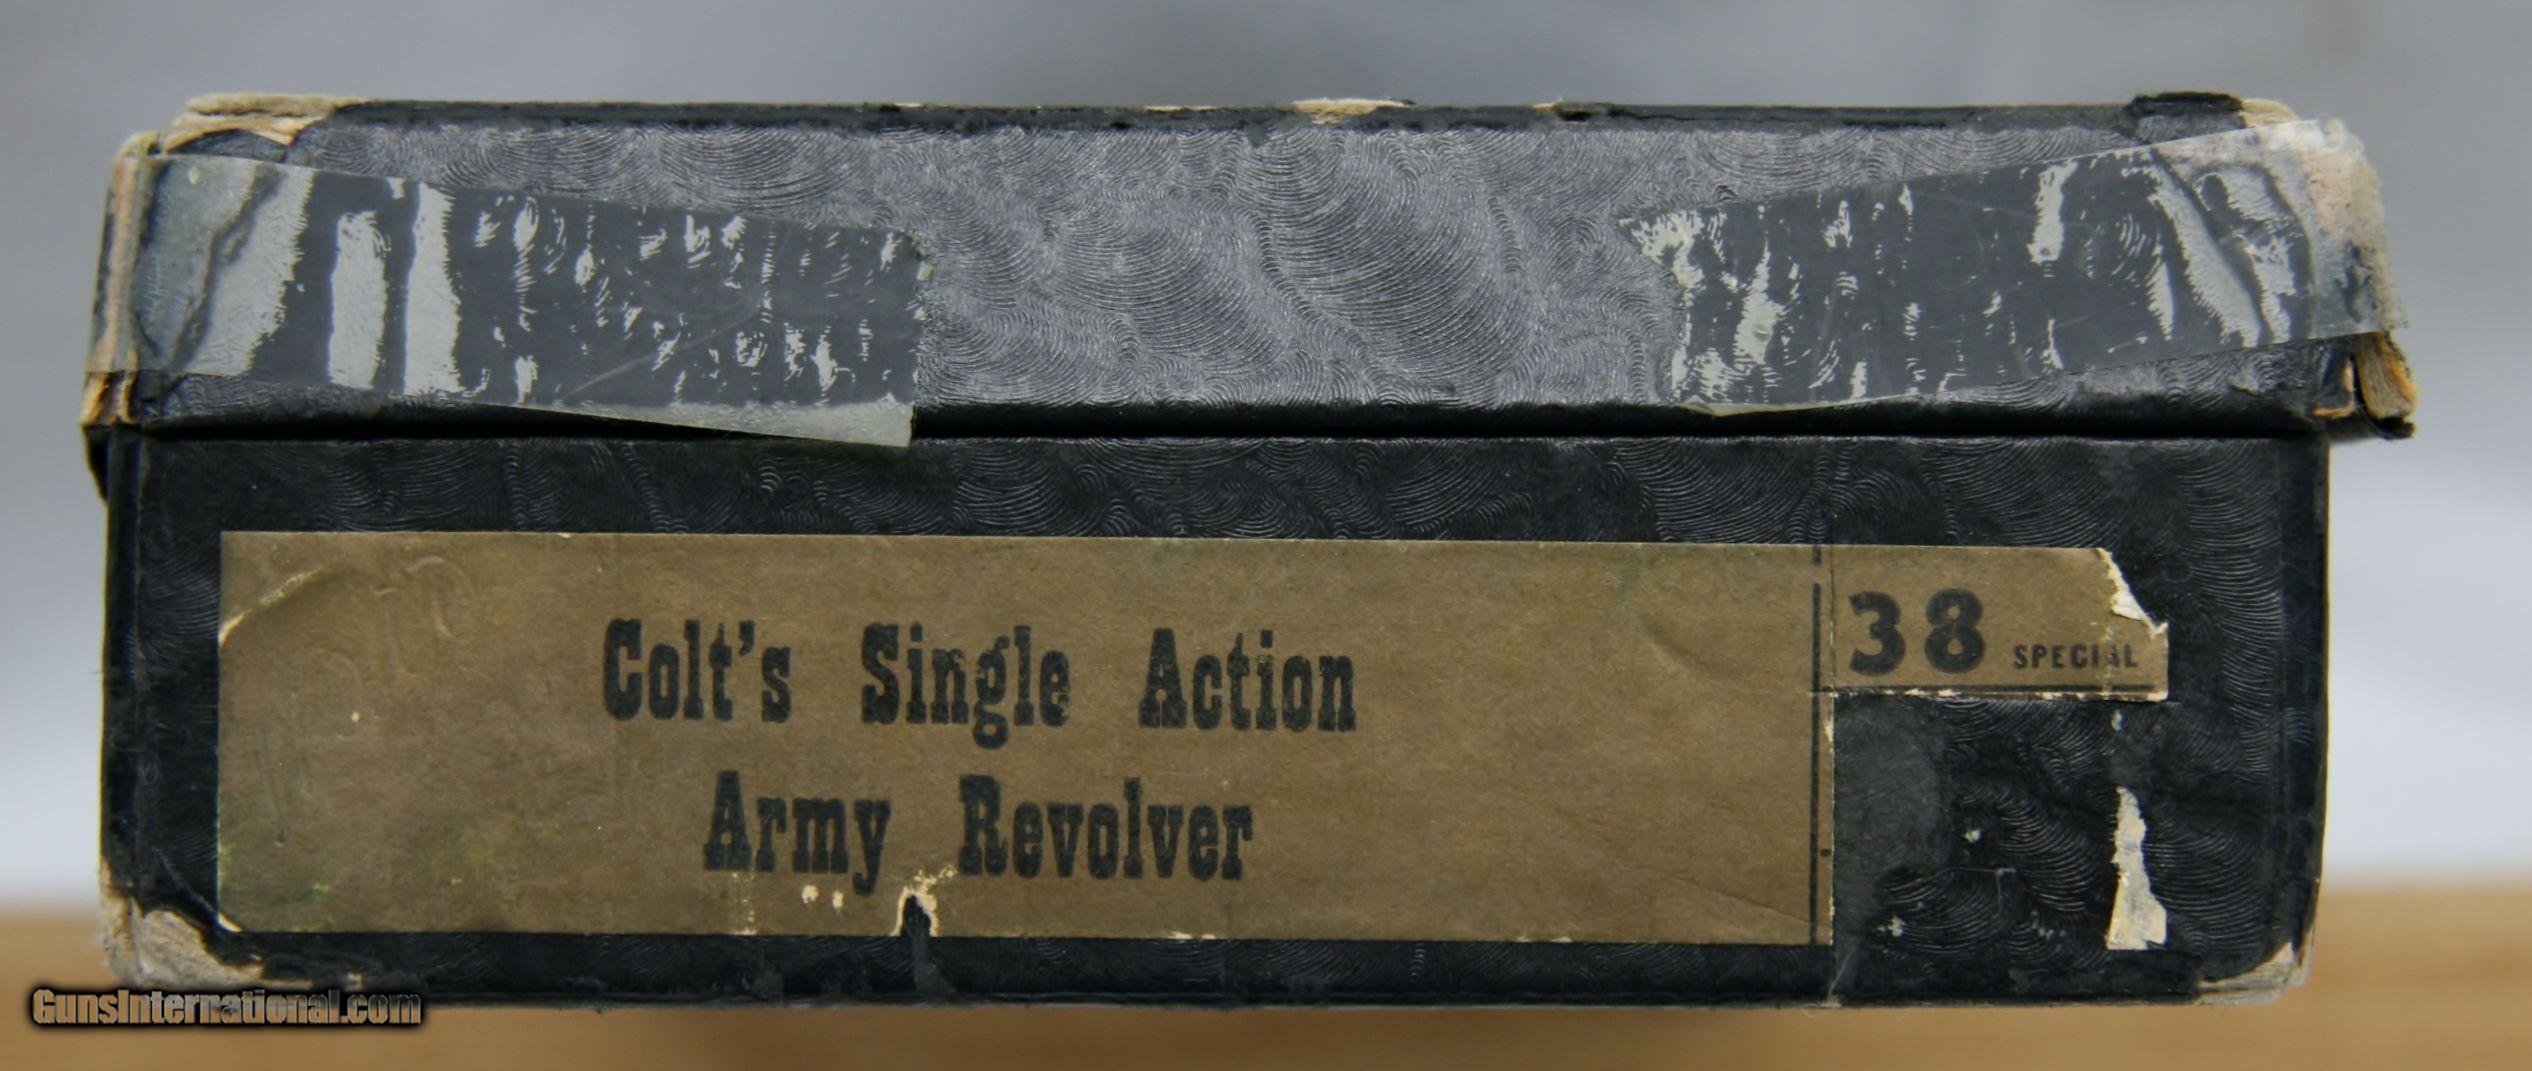 Colt's Single Action
Army Revolver
38 SPECIAL
GunsInternational.com